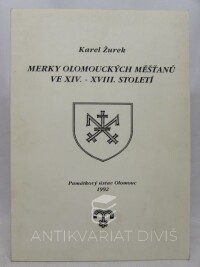 Karel Žurek
MERKY OLOMOUCKÝCH MĚŠŤANŮ
VE XIV. - XVIII. STOLETÍ
Památkový ústav Olomouc
1992
ANTIKVARIÁT DIVIŠ